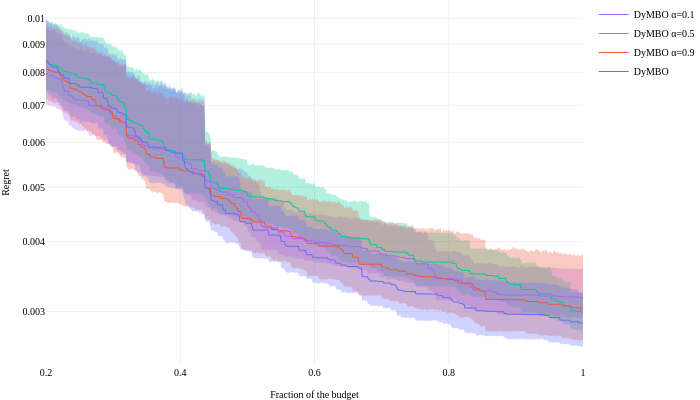 0.01
0.009
0.008
0.007
0.006
0.005
0.004
0.003
Regret
0.2
0.4
0.6
0.8
1
Fraction of the budget
DyMBO α=0.1
DyMBO α=0.5
DyMBO α=0.9
DyMBO